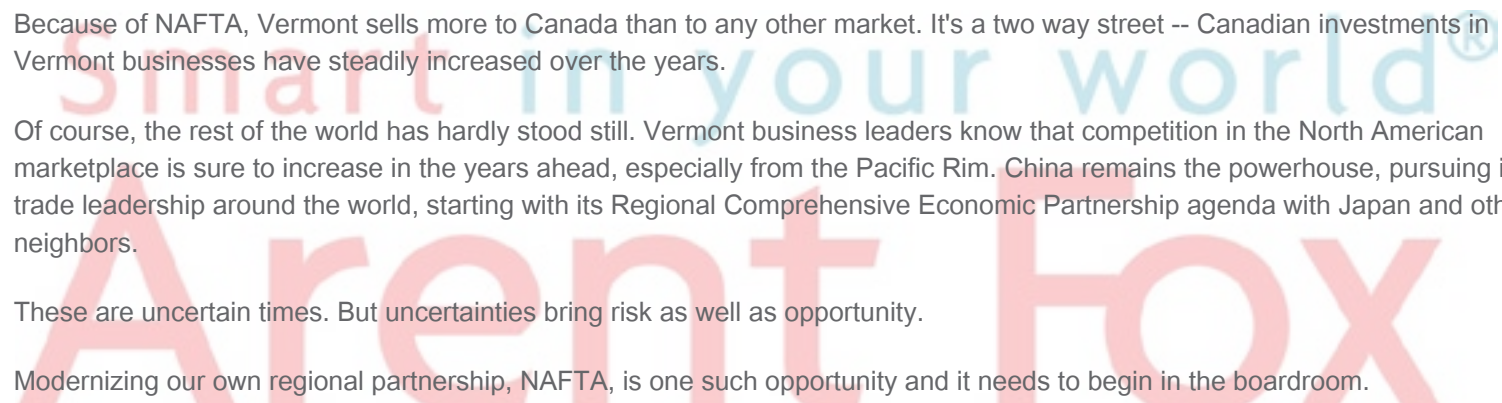 Because of NAFTA, Vermont sells more to Canada than to any other market. It's a two way street -- Canadian investments in
Vermont businesses have steadily increased over the years.
Smart in your world®
Of course, the rest of the world has hardly stood still. Vermont business leaders know that competition in the North American
marketplace is sure to increase in the years ahead, especially from the Pacific Rim. China remains the powerhouse, pursuing
trade leadership around the world, starting with its Regional Comprehensive Economic Partnership agenda with Japan and
neighbors.
Arent Fox
These are uncertain times. But uncertainties bring risk as well as opportunity.
Modernizing our own regional partnership, NAFTA, is one such opportunity and it needs to begin in the boardroom.